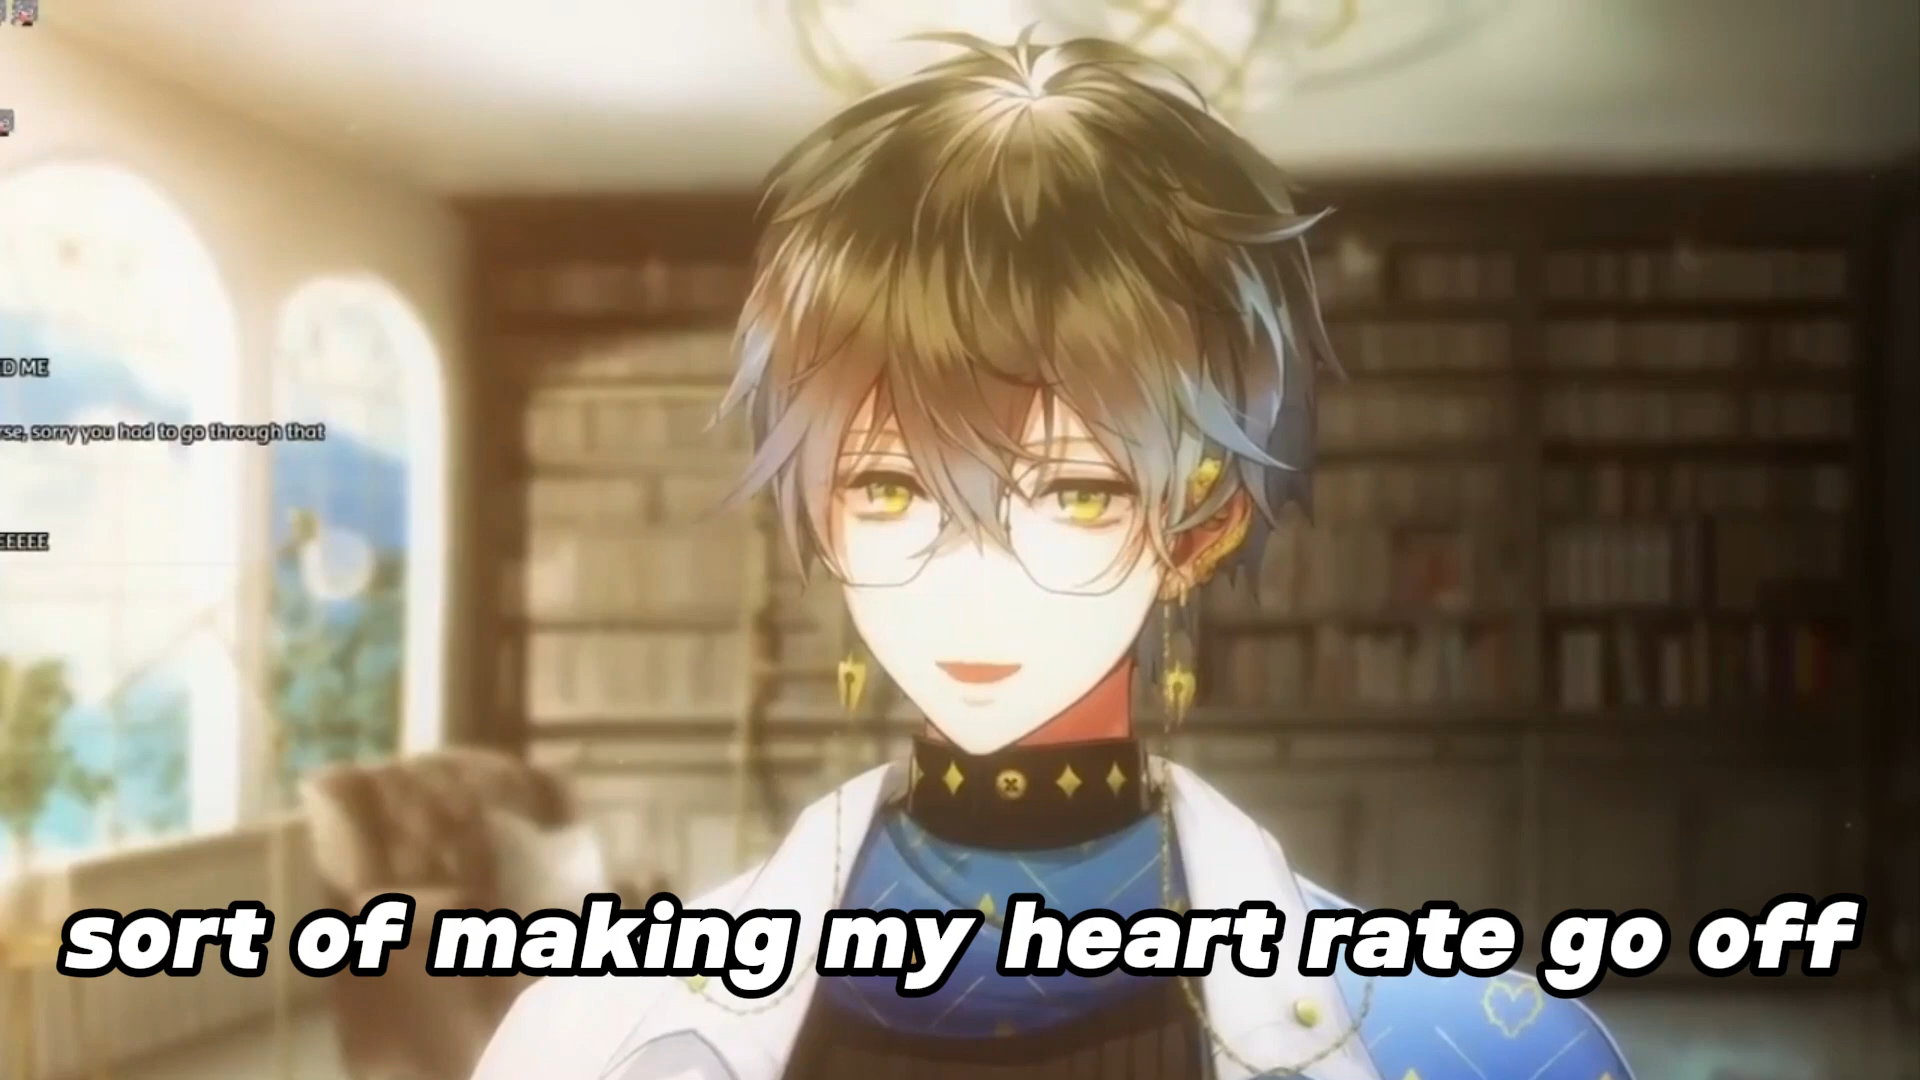 D ME
rse, sorry you had to go through that
EEEEE
sort of making my heart rate go off